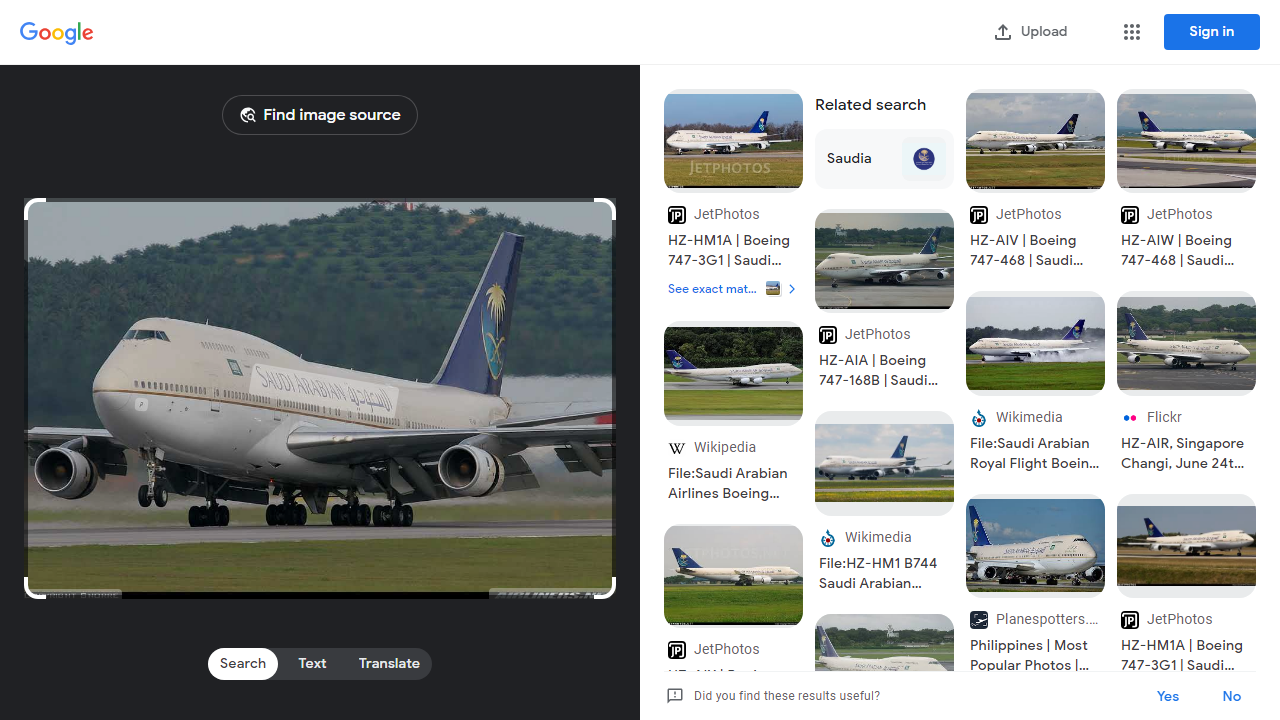 Google
Upload
Sign in
Find image source
SAUDI ARABIAN السعودية
AIRLINERS.NET
Search
Text
Translate
JETPHOTOS
JetPhotos
HZ-HM1A | Boeing
747-3G1 | Saudi...
See exact mat...
Wikipedia
File:Saudi Arabian
Airlines Boeing...
JetPhotos
Related search
Saudia
JetPhotos
HZ-AIA | Boeing
747-168B | Saudi...
Wikimedia
File:HZ-HM1 B744
Saudi Arabian...
JetPhotos
HZ-AIV | Boeing
747-468 | Saudi...
Wikimedia
File:Saudi Arabian
Royal Flight Boein...
Planespotters....
Philippines | Most
Popular Photos |...
JetPhotos
HZ-AIW | Boeing
747-468 | Saudi...
Flickr
HZ-AIR, Singapore
Changi, June 24t...
JetPhotos
HZ-HM1A | Boeing
747-3G1 | Saudi...
Did you find these results useful?
Yes
No